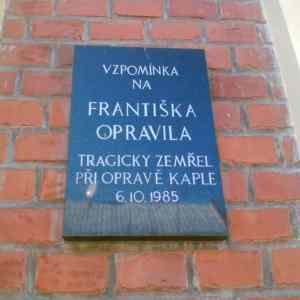 VZPOMÍNKA
NA
FRANTIŠKA
OPRAVILA
TRAGICKY ZEMŘEL
PŘI OPRAVĚ KAPLE
6.10.1985